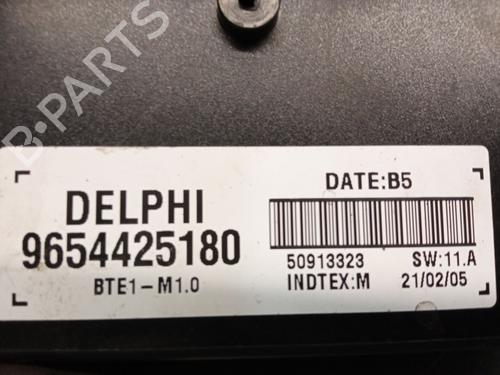 B-PARTS
DELPHI
9654425180
BTE1-M1.0
DATE:B5
50913323 SW:11.A
INDTEX:M 21/02/05